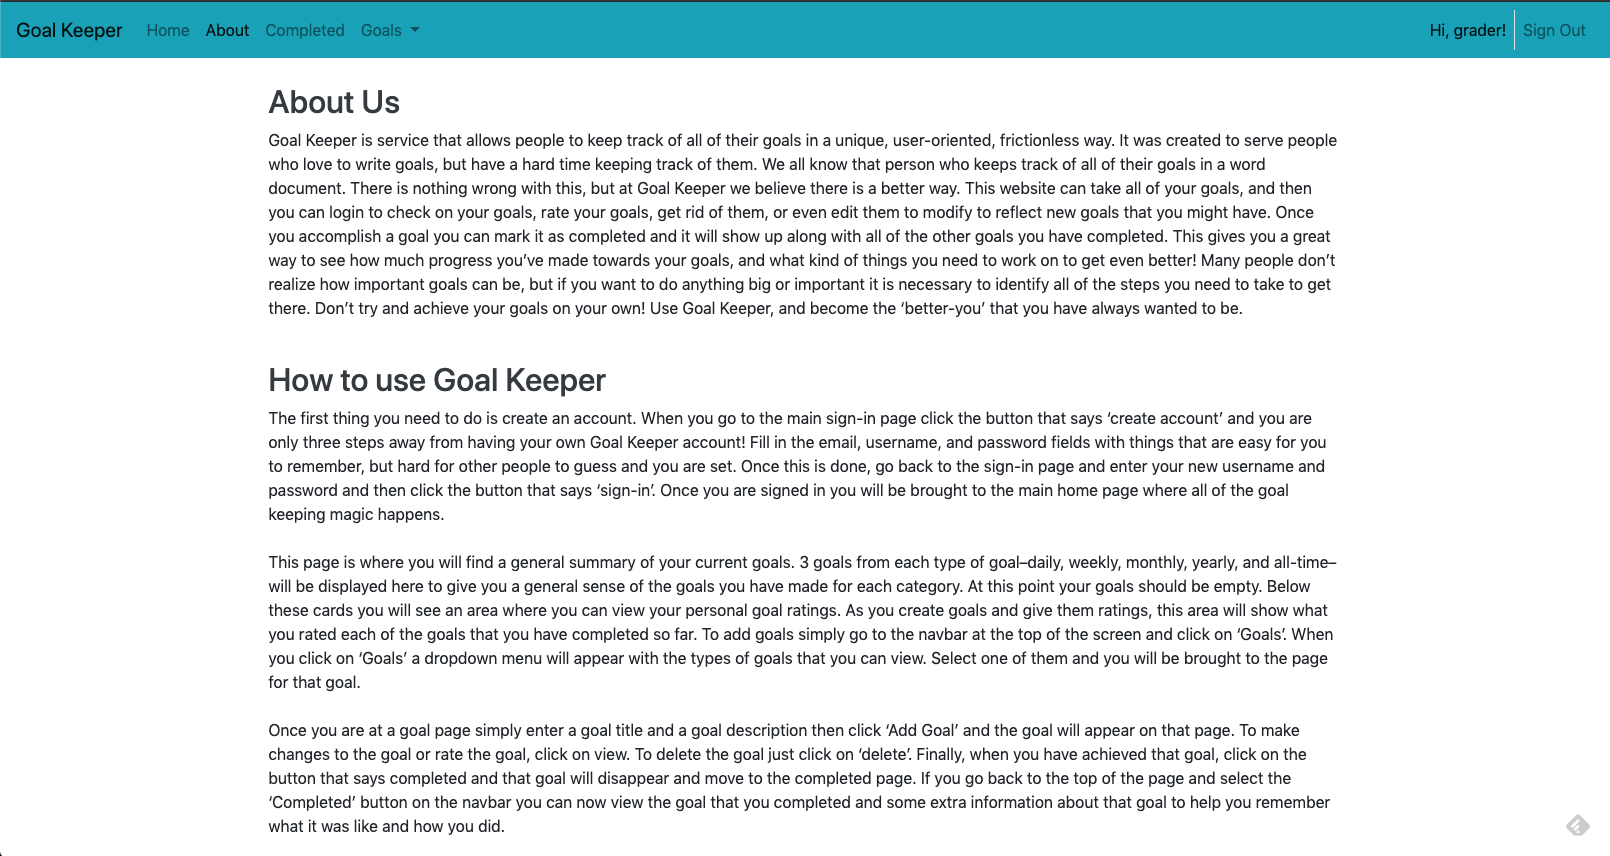 Goal Keeper Home About Completed Goals Hi, grader! Sign Out
About Us
Goal Keeper is service that allows people to keep track of all of their goals in a unique, user-oriented, frictionless way. It was created to serve people
who love to write goals, but have a hard time keeping track of them. We all know that person who keeps track of all of their goals in a word
document. There is nothing wrong with this, but at Goal Keeper we believe there is a better way. This website can take all of your goals, and then
you can login to check on your goals, rate your goals, get rid of them, or even edit them to modify to reflect new goals that you might have. Once
you accomplish a goal you can mark it as completed and it will show up along with all of the other goals you have completed. This gives you a great
way to see how much progress you’ve made towards your goals, and what kind of things you need to work on to get even better! Many people don’t
realize how important goals can be, but if you want to do anything big or important it is necessary to identify all of the steps you need to take to get
there. Don’t try and achieve your goals on your own! Use Goal Keeper, and become the ‘better-you’ that you have always wanted to be.
How to use Goal Keeper
The first thing you need to do is create an account. When you go to the main sign-in page click the button that says ‘create account’ and you are
only three steps away from having your own Goal Keeper account! Fill in the email, username, and password fields with things that are easy for you
to remember, but hard for other people to guess and you are set. Once this is done, go back to the sign-in page and enter your new username and
password and then click the button that says ‘sign-in’. Once you are signed in you will be brought to the main home page where all of the goal
keeping magic happens.
This page is where you will find a general summary of your current goals. 3 goals from each type of goal–daily, weekly, monthly, yearly, and all-time–
will be displayed here to give you a general sense of the goals you have made for each category. At this point your goals should be empty. Below
these cards you will see an area where you can view your personal goal ratings. As you create goals and give them ratings, this area will show what
you rated each of the goals that you have completed so far. To add goals simply go to the navbar at the top of the screen and click on ‘Goals’. When
you click on ‘Goals’ a dropdown menu will appear with the types of goals that you can view. Select one of them and you will be brought to the page
for that goal.
Once you are at a goal page simply enter a goal title and a goal description then click ‘Add Goal’ and the goal will appear on that page. To make
changes to the goal or rate the goal, click on view. To delete the goal just click on ‘delete’. Finally, when you have achieved that goal, click on the
button that says completed and that goal will disappear and move to the completed page. If you go back to the top of the page and select the
‘Completed’ button on the navbar you can now view the goal that you completed and some extra information about that goal to help you remember
what it was like and how you did.